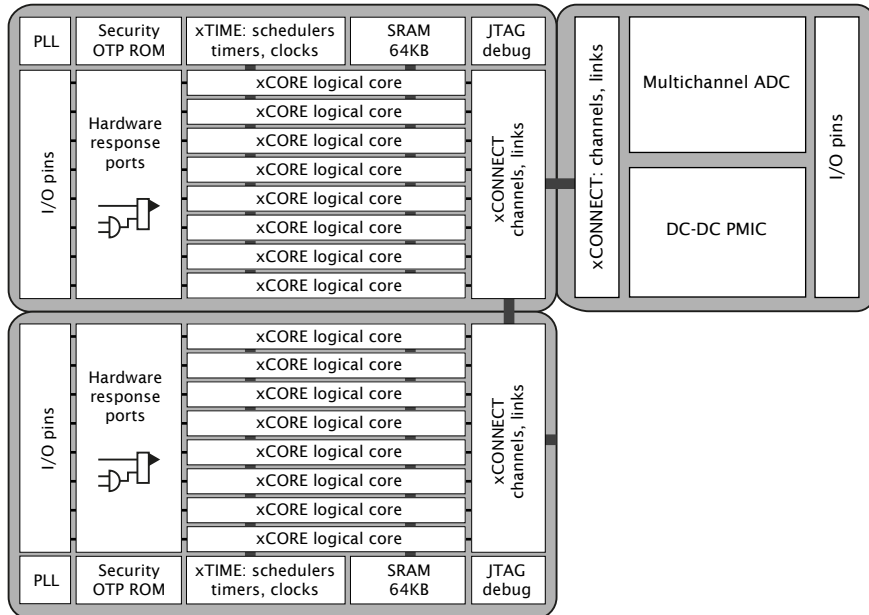 PLL
Security
OTP ROM
xTIME: schedulers
timers, clocks
SRAM
64KB
JTAG
debug
I/O pins
Hardware
response
ports
xCORE logical core
xCORE logical core
xCORE logical core
xCORE logical core
xCORE logical core
xCORE logical core
xCORE logical core
xCORE logical core
xCONNECT
channels, links
xCONNECT: channels, links
Multichannel ADC
DC-DC PMIC
I/O pins
I/O pins
Hardware
response
ports
xCORE logical core
xCORE logical core
xCORE logical core
xCORE logical core
xCORE logical core
xCORE logical core
xCORE logical core
xCORE logical core
xCONNECT
channels, links
PLL
Security
OTP ROM
xTIME: schedulers
timers, clocks
SRAM
64KB
JTAG
debug